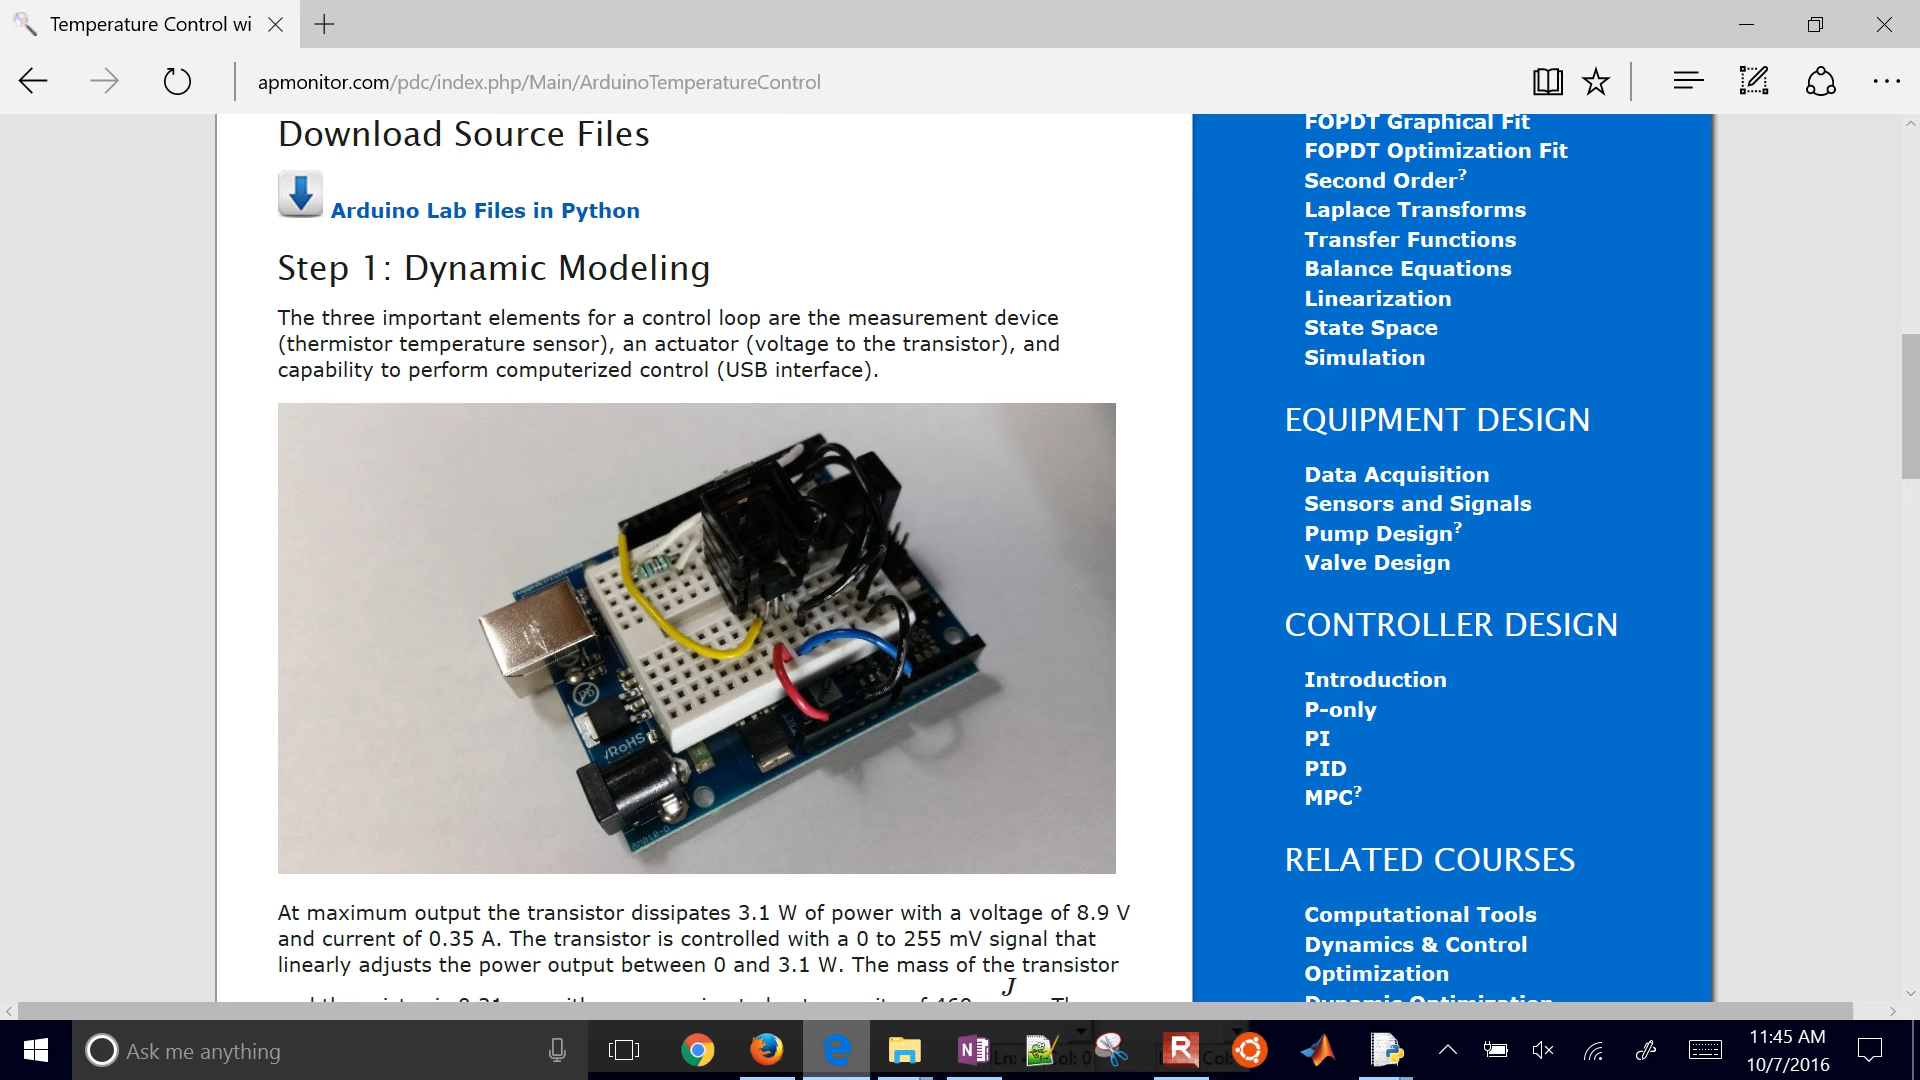 Temperature Control wi
apmonitor.com/pdc/index.php/Main/ArduinoTemperatureControl
Download Source Files
Arduino Lab Files in Python
Step 1: Dynamic Modeling
The three important elements for a control loop are the measurement device
(thermistor temperature sensor), an actuator (voltage to the transistor), and
capability to perform computerized control (USB interface).
RoHS
At maximum output the transistor dissipates 3.1 W of power with a voltage of 8.9 V
and current of 0.35 A. The transistor is controlled with a 0 to 255 mV signal that
linearly adjusts the power output between 0 and 3.1 W. The mass of the transistor
J
FOPDT Graphical Fit
FOPDT Optimization Fit
Second Order?
Laplace Transforms
Transfer Functions
Balance Equations
Linearization
State Space
Simulation
EQUIPMENT DESIGN
Data Acquisition
Sensors and Signals
Pump Design?
Valve Design
CONTROLLER DESIGN
Introduction
P-only
PI
PID
MPC?
RELATED COURSES
Computational Tools
Dynamics & Control
Optimization
Dynamic Optimization
Ask me anything
11:45 AM
10/7/2016